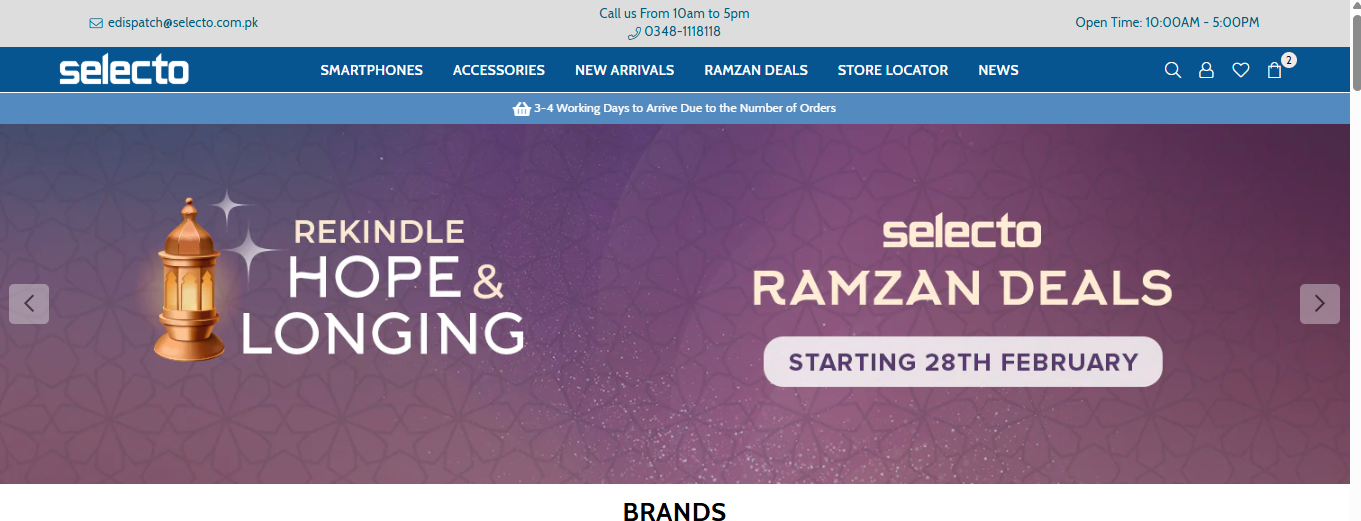 edispatch@selecto.com.pk
Call us From 10am to 5pm
0348-1118118
Open Time: 10:00AM - 5:00PM
selecto
SMARTPHONES
ACCESSORIES
NEW ARRIVALS
RAMZAN DEALS
STORE LOCATOR
NEWS
2
3-4 Working Days to Arrive Due to the Number of Orders
REKINDLE
HOPE &
LONGING
selecto
RAMZAN DEALS
STARTING 28TH FEBRUARY
BRANDS